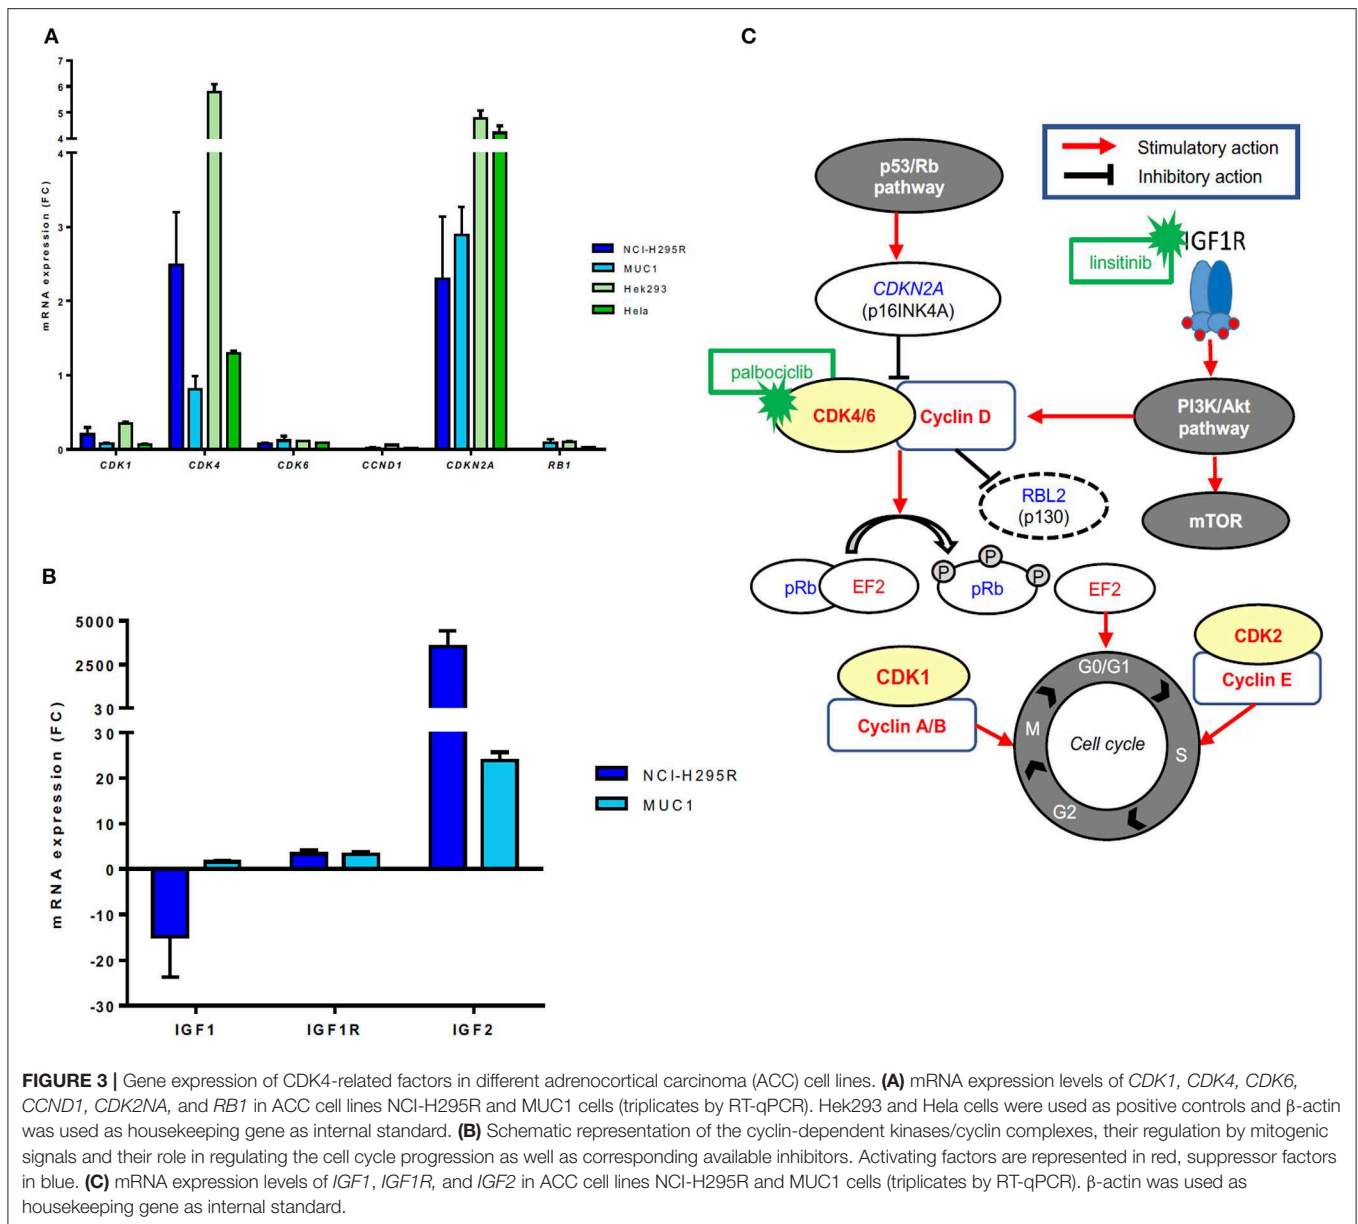 A
7
6
5
4
4
3
2
1
0
mRNA expression (FC)
CDK1
CDK4
CDK6
CCND1
CDKN2A
RB1
NCI-H295R
MUC1
Hek293
Hela
B
5000
2500
30
30
20
10
0
-10
-20
-30
mRNA expression (FC)
IGF1
IGF1R
IGF2
NCI-H295R
MUC1
C
Stimulatory action
Inhibitory action
p53/Rb
pathway
IGF1R
linsitinib
CDKN2A
(p16INK4A)
palbociclib
CDK4/6
Cyclin D
PI3K/Akt
pathway
RBL2
(p130)
mTOR
pRb
EF2
P
P
P
pRb
EF2
CDK1
Cyclin A/B
CDK2
Cyclin E
G0/G1
M
S
G2
Cell cycle
FIGURE 3 | Gene expression of CDK4-related factors in different adrenocortical carcinoma (ACC) cell lines. (A) mRNA expression levels of CDK1, CDK4, CDK6,
CCND1, CDK2NA, and RB1 in ACC cell lines NCI-H295R and MUC1 cells (triplicates by RT-qPCR). Hek293 and Hela cells were used as positive controls and β-actin
was used as housekeeping gene as internal standard. (B) Schematic representation of the cyclin-dependent kinases/cyclin complexes, their regulation by mitogenic
signals and their role in regulating the cell cycle progression as well as corresponding available inhibitors. Activating factors are represented in red, suppressor factors
in blue. (C) mRNA expression levels of IGF1, IGF1R, and IGF2 in ACC cell lines NCI-H295R and MUC1 cells (triplicates by RT-qPCR). β-actin was used as
housekeeping gene as internal standard.